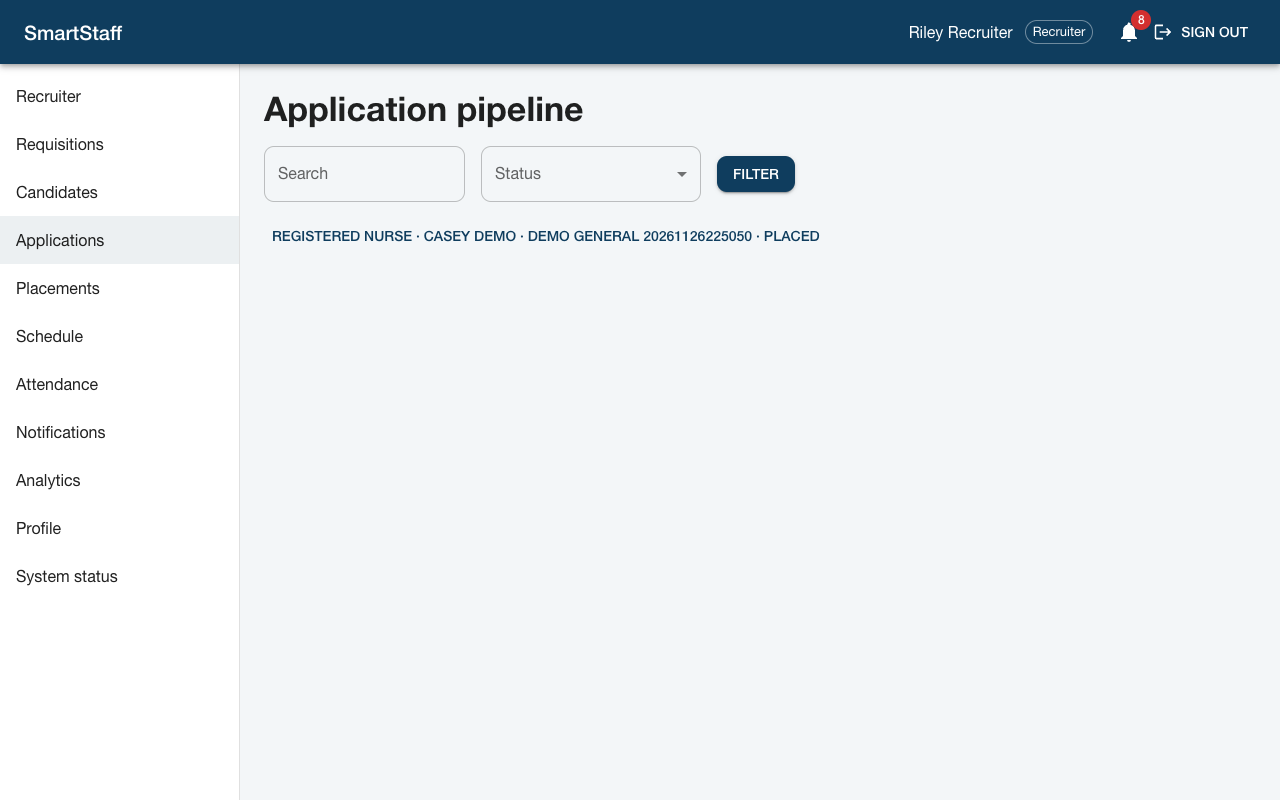 SmartStaff
Riley Recruiter
Recruiter
8
SIGN OUT
Recruiter
Requisitions
Candidates
Applications
Placements
Schedule
Attendance
Notifications
Analytics
Profile
System status
Application pipeline
Search
Status
FILTER
REGISTERED NURSE · CASEY DEMO · DEMO GENERAL 20261126225050 · PLACED